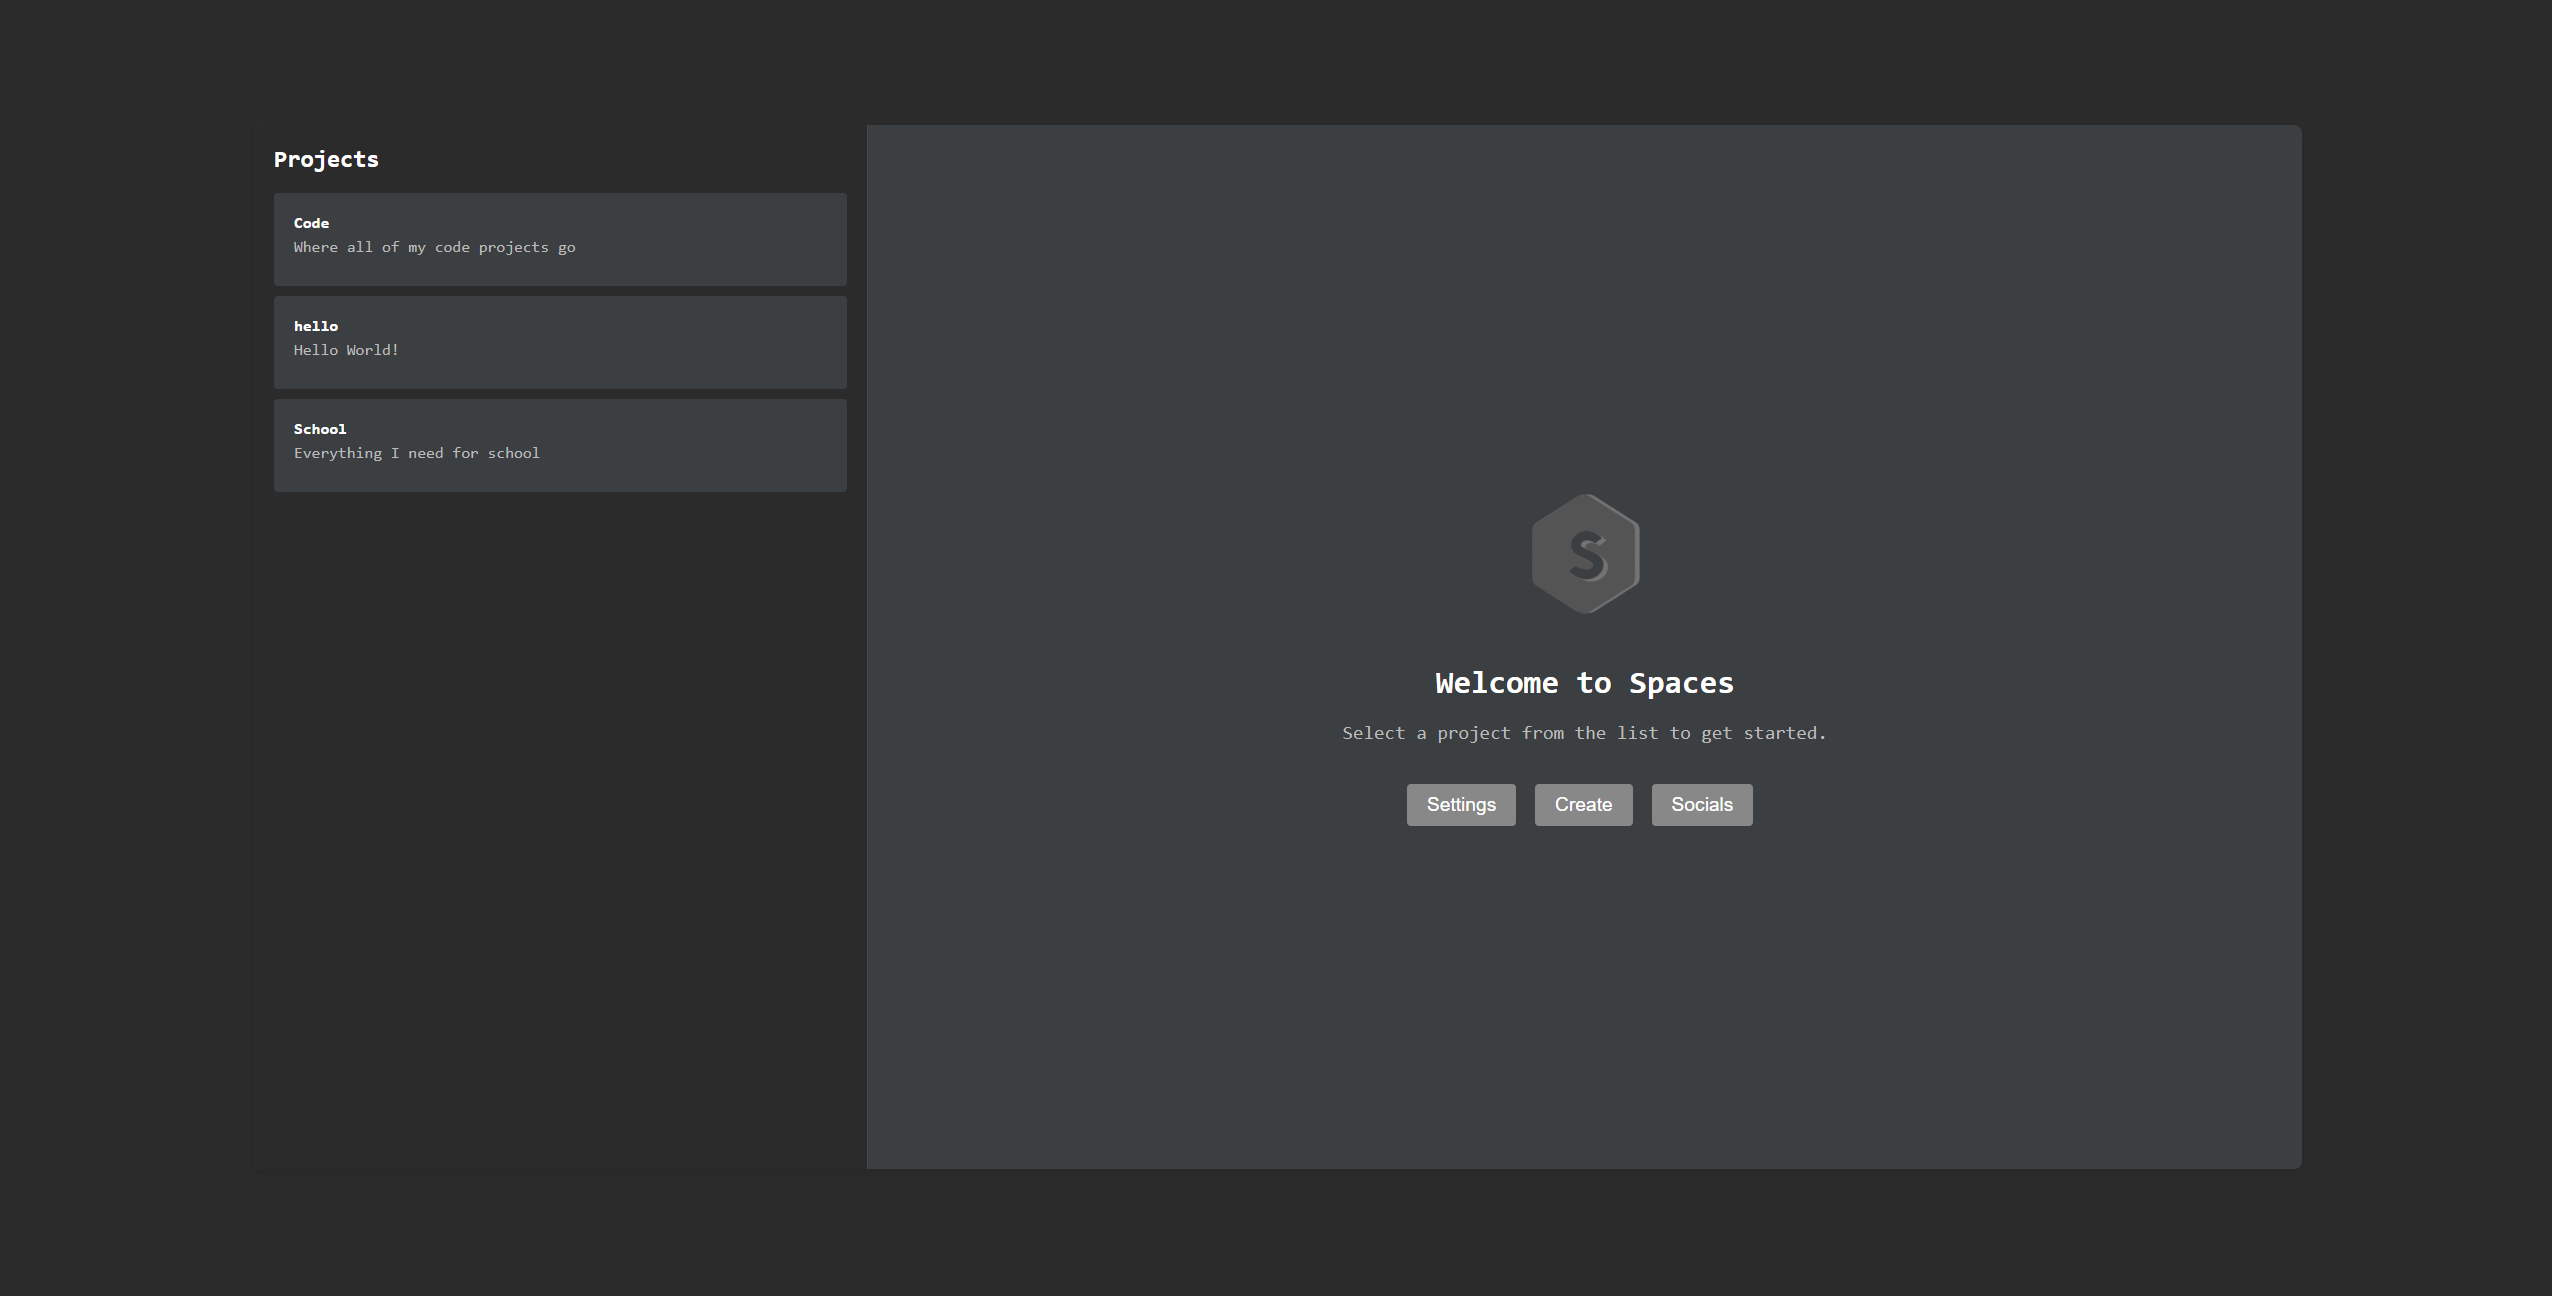 Projects
Code
Where all of my code projects go
hello
Hello World!
School
Everything I need for school
S
Welcome to Spaces
Select a project from the list to get started.
Settings
Create
Socials